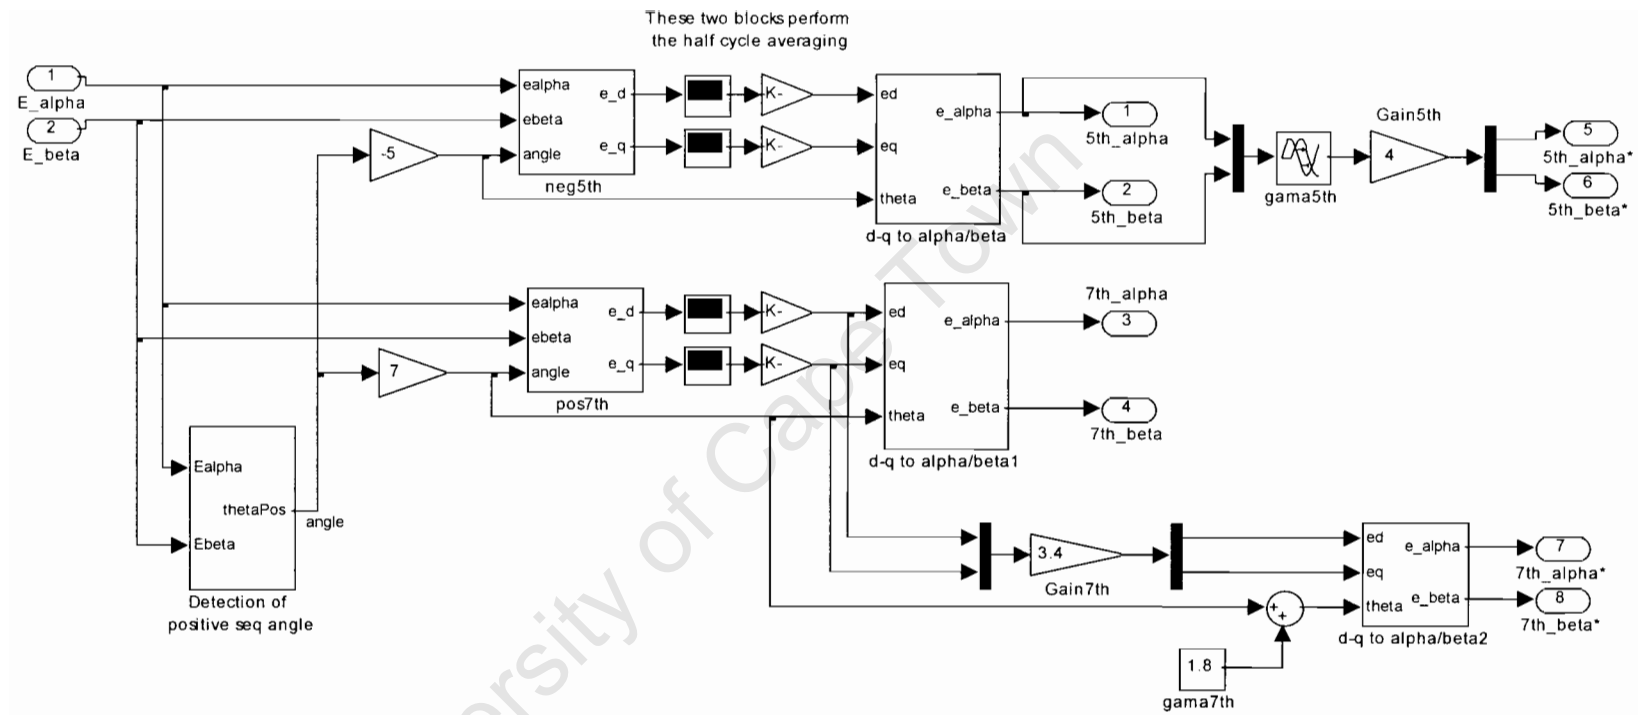 These two blocks perform
the half cycle averaging
1
E_alpha
2
E_beta
-5
ealpha
ebeta
angle
e_d
e_q
neg5th
K-
K-
ed
eq
theta
e_alpha
e_beta
d-q to alpha/beta
1
5th_alpha
2
5th_beta
gama5th
Gain5th
4
5
5th_alpha*
6
5th_beta*
7
ealpha
ebeta
angle
e_d
e_q
pos7th
K-
K-
ed
eq
theta
e_alpha
e_beta
d-q to alpha/beta1
7th_alpha
3
4
7th_beta
Ealpha
thetaPos
Ebeta
angle
Detection of
positive seq angle
3.4
Gain7th
ed
eq
theta
e_alpha
e_beta
d-q to alpha/beta2
7
7th_alpha*
8
7th_beta*
+
+
1.8
gama7th
ersity of Cape Town